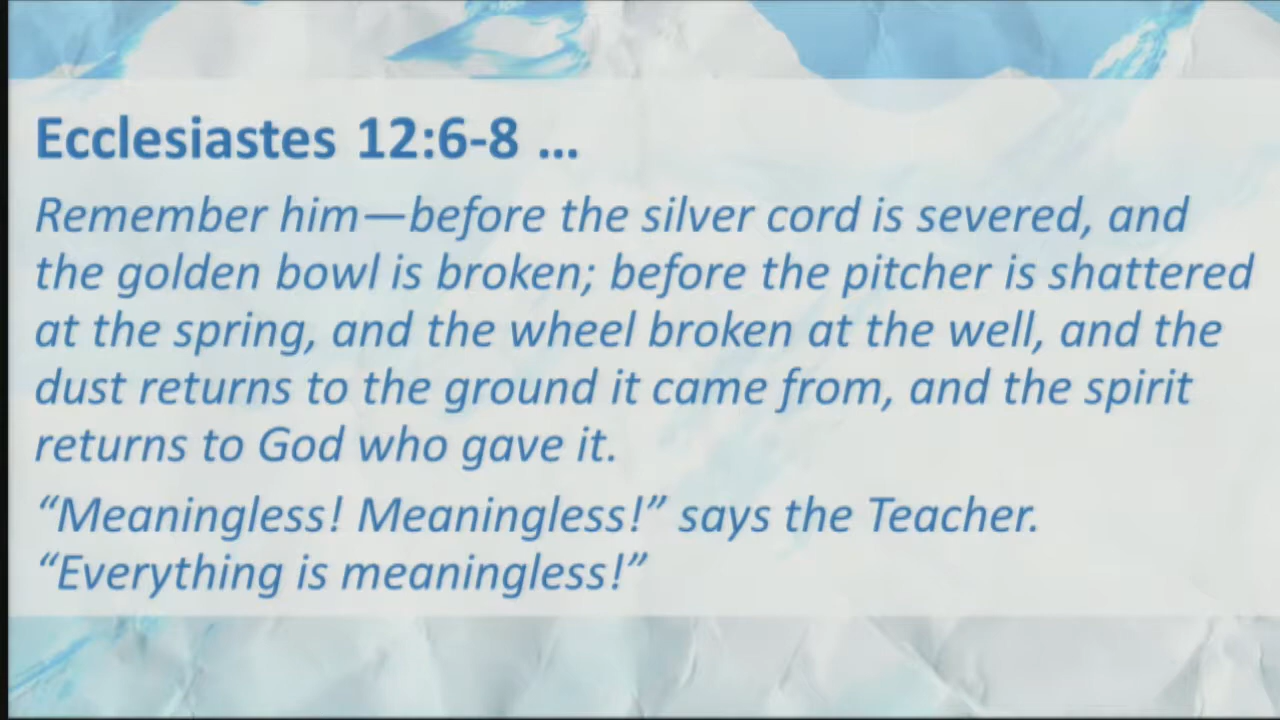 Ecclesiastes 12:6-8 ...
Remember him—before the silver cord is severed, and
the golden bowl is broken; before the pitcher is shattered
at the spring, and the wheel broken at the well, and the
dust returns to the ground it came from, and the spirit
returns to God who gave it.
“Meaningless! Meaningless!” says the Teacher.
“Everything is meaningless!”